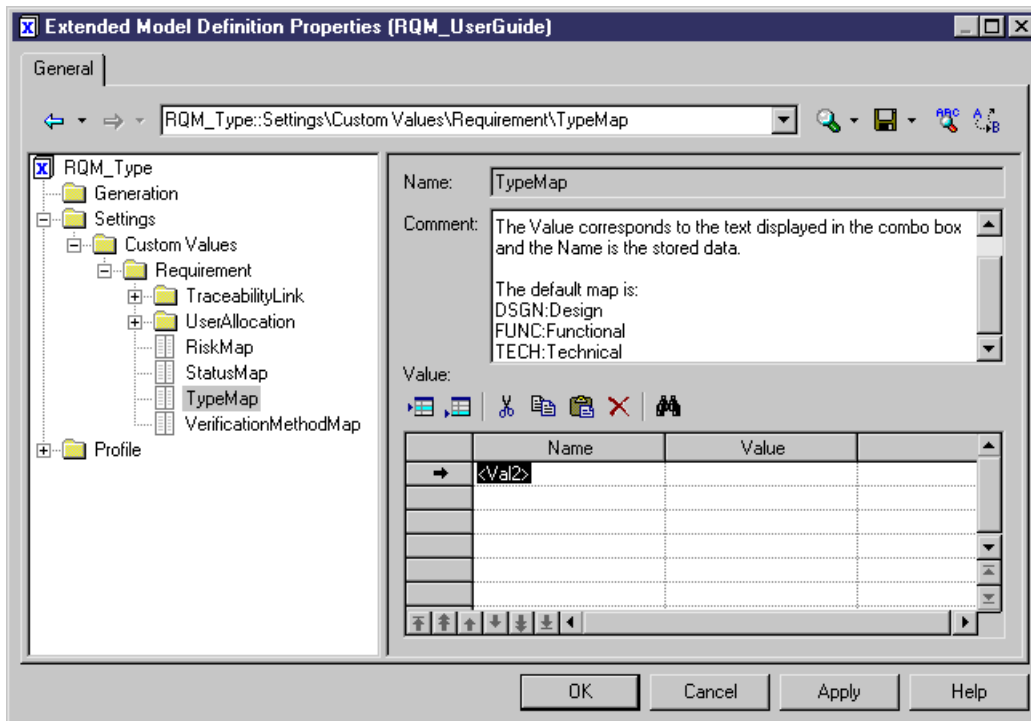 Extended Model Definition Properties (RQM_UserGuide)
General
RQM_Type::Settings\Custom Values\Requirement\TypeMap
ABC
A
B
RQM_Type
Generation
Settings
Custom Values
Requirement
TraceabilityLink
UserAllocation
RiskMap
StatusMap
TypeMap
VerificationMethodMap
Profile
Name: TypeMap
Comment: The Value corresponds to the text displayed in the combo box
and the Name is the stored data.
The default map is:
DSGN:Design
FUNC:Functional
TECH:Technical
Value:
Name Value
<Val2>
OK Cancel Apply Help